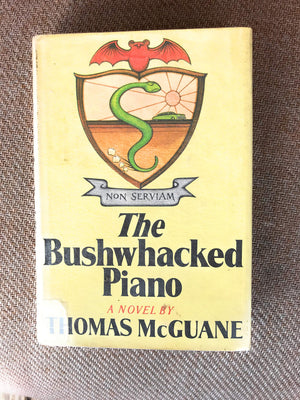 NON SERVIAM
The
Bushwhacked
Piano
A NOVEL BY
THOMAS McGUANE